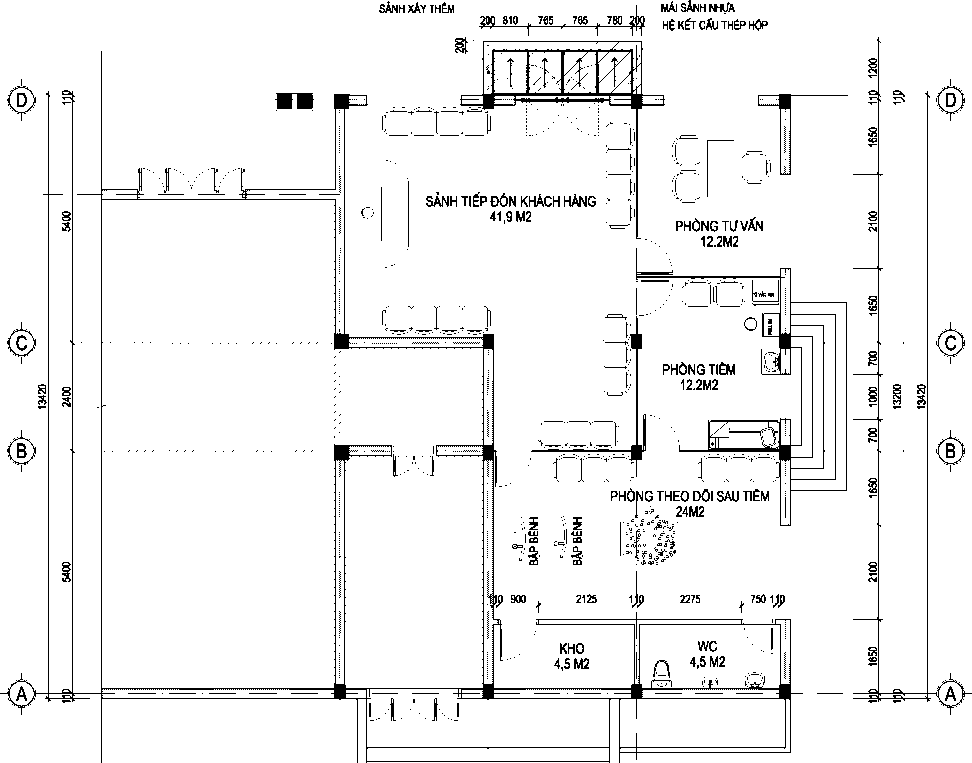 SẢNH XÂY THÊM
MÁI SẢNH NHỰA
HỆ KẾT CẤU THÉP HỘP
200 810 765 765 780 200
200
D
D
110
5400
13420
2400
5400
110
1200
110
1650
2100
1650
700
1000
700
1650
2100
1650
110
110
13200
110
13420
SẢNH TIẾP ĐÓN KHÁCH HÀNG
41,9 M2
PHÒNG TƯ VẤN
12.2M2
C
C
PHÒNG TIÊM
12.2M2
B
B
PHÒNG THEO DÕI SAU TIÊM
24M2
BẬP BÊNH
BẬP BÊNH
110 900 2125 110 2275 750 110
KHO
4,5 M2
WC
4,5 M2
A
A